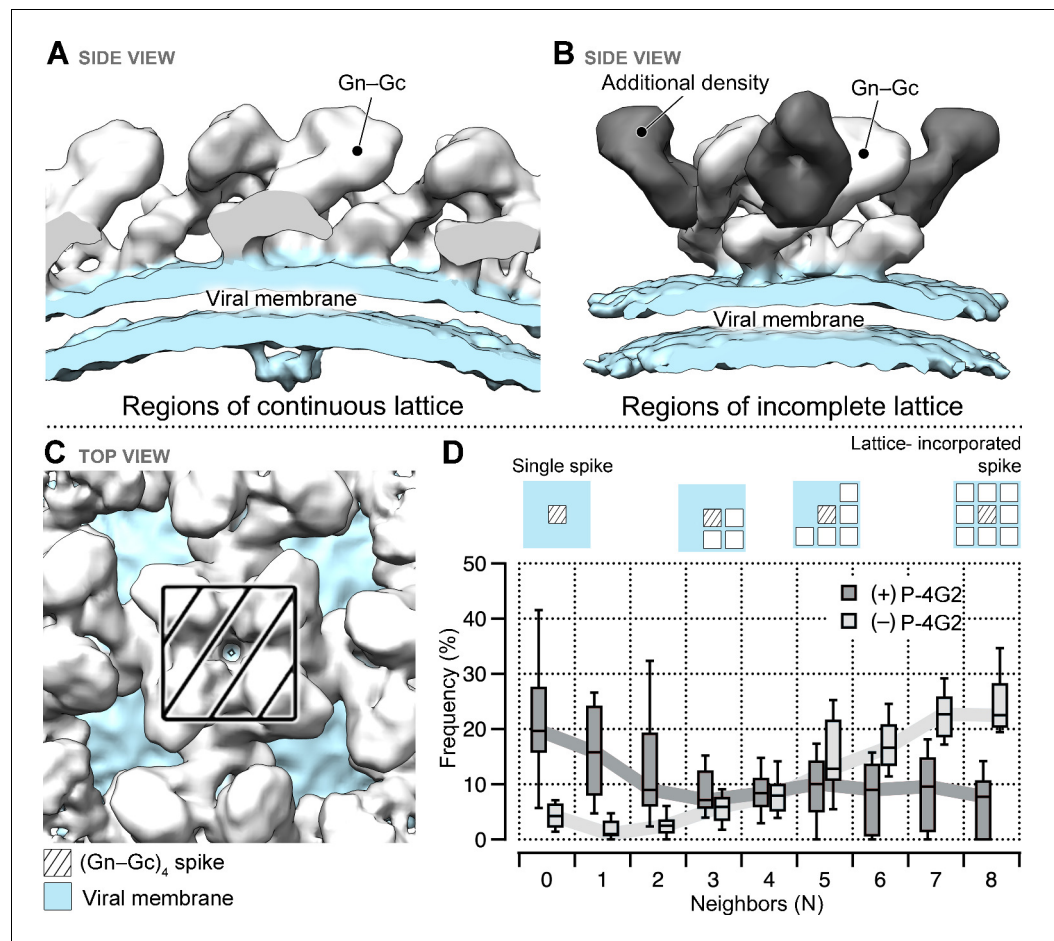 A SIDE VIEW
Gn–Gc
Viral membrane
Regions of continuous lattice
B SIDE VIEW
Additional density
Gn–Gc
Viral membrane
Regions of incomplete lattice
C TOP VIEW
(Gn–Gc)4 spike
Viral membrane
D
Single spike
Lattice- incorporated
spike
50
40
30
20
10
0
Frequency (%)
(+) P-4G2
(–) P-4G2
0 1 2 3 4 5 6 7 8
Neighbors (N)